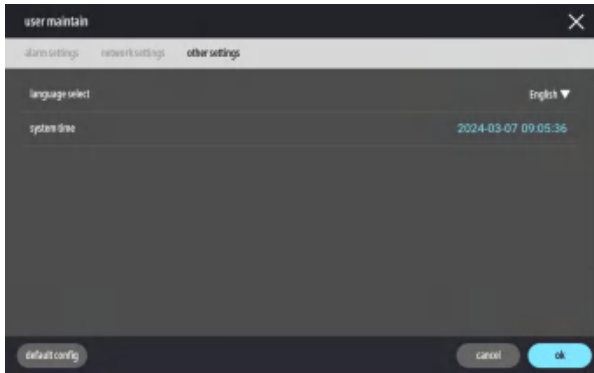 user maintain
alarm settings network settings other settings
language select English
system time 2024-03-07 09:05:36
default config cancel ok